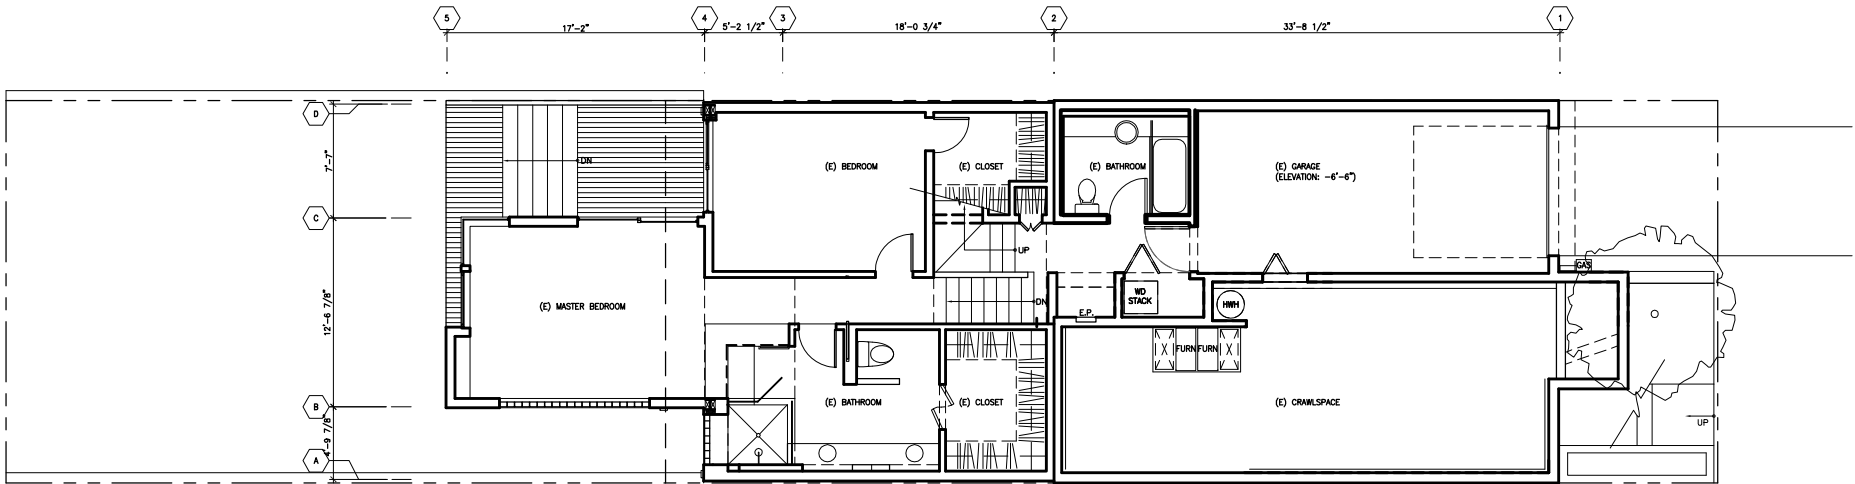 5
4
3
2
1
17'-2"
5'-2 1/2"
18'-0 3/4"
33'-8 1/2"
D
7'-7"
C
12'-6 7/8"
B
4'-9 7/8"
A
DN
(E) BEDROOM
(E) CLOSET
(E) BATHROOM
(E) GARAGE
(ELEVATION: -6'-6")
UP
GAS
(E) MASTER BEDROOM
DN
WD
STACK
HWH
E.P.
FURN
FURN
(E) BATHROOM
(E) CLOSET
(E) CRAWLSPACE
UP